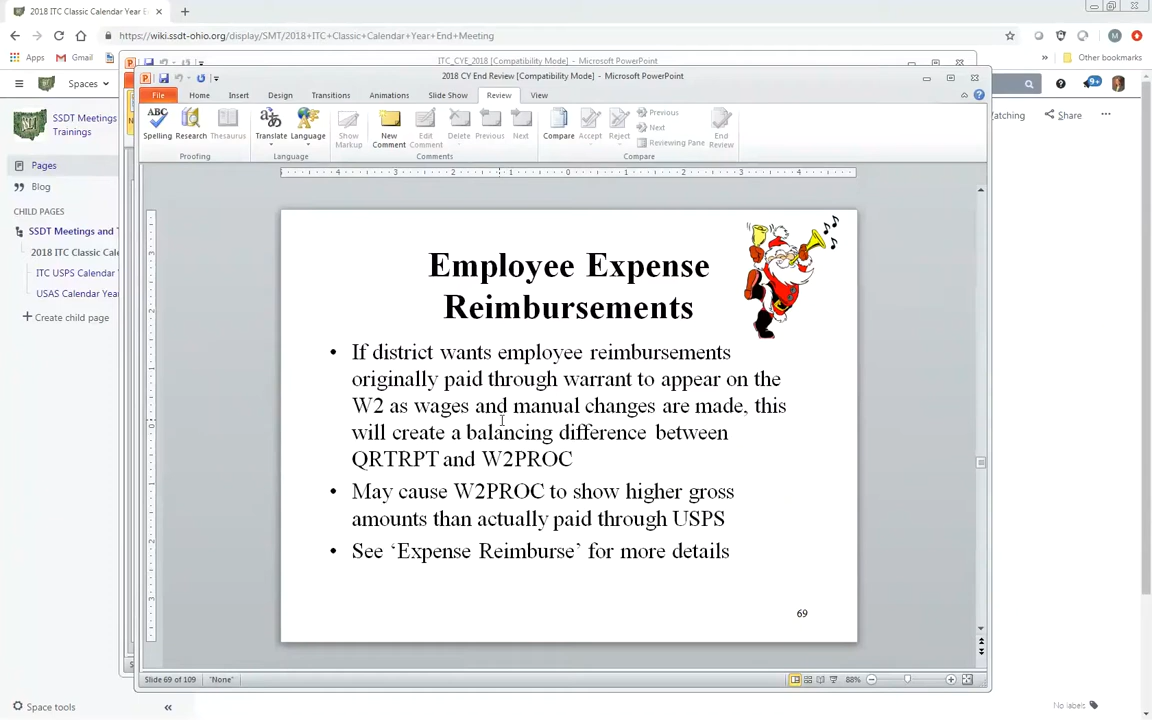 2018 ITC Classic Calendar Year E
https://wiki.ssdt-ohio.org/display/SMT/2018+ITC+Classic+Calendar+Year+End+Meeting
M
Apps
Gmail
»
Other bookmarks
ITC_CYE_2018 [Compatibility Mode] - Microsoft PowerPoint
2018 CY End Review [Compatibility Mode] - Microsoft PowerPoint
Spaces
9+
File
Home
Insert
Design
Transitions
Animations
Slide Show
Review
View
SSDT Meetings
Trainings
ABC
Spelling
Research
Thesaurus
Translate
Language
Show
Markup
New
Comment
Edit
Comment
Delete
Previous
Next
Compare
Accept
Reject
Previous
Next
Reviewing Pane
End
Review
Proofing
Language
Comments
Compare
atching
Share
Pages
Blog
CHILD PAGES
SSDT Meetings and T
2018 ITC Classic Cale
ITC USPS Calendar
USAS Calendar Year
Create child page
Employee Expense
Reimbursements
• If district wants employee reimbursements
originally paid through warrant to appear on the
W2 as wages and manual changes are made, this
will create a balancing difference between
QRTRPT and W2PROC
• May cause W2PROC to show higher gross
amounts than actually paid through USPS
• See ‘Expense Reimburse’ for more details
69
Slide 69 of 109
"None"
88%
Space tools
«
No labels